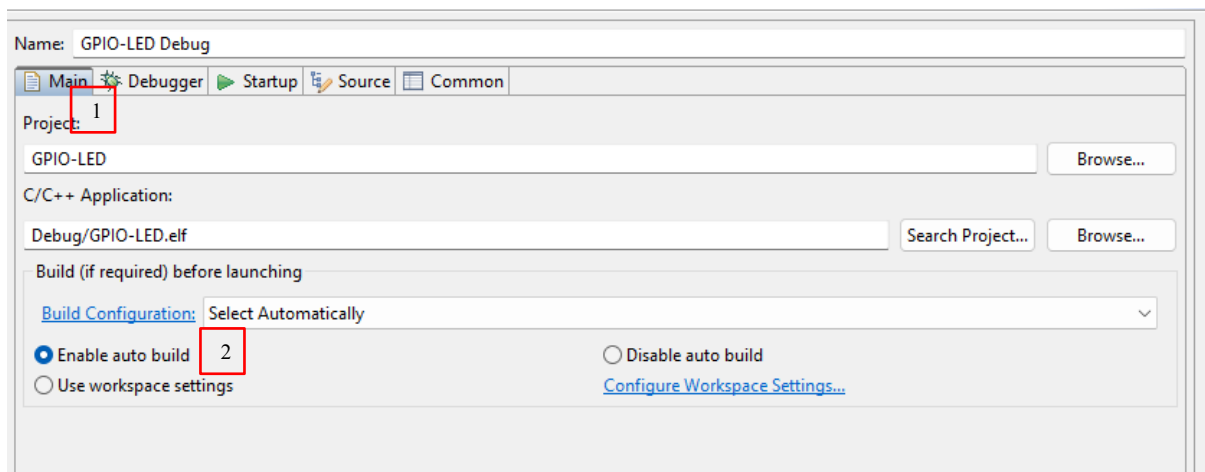 Name: GPIO-LED Debug
Main Debugger Startup Source Common
1
Project:
GPIO-LED Browse...
C/C++ Application:
Debug/GPIO-LED.elf Search Project... Browse...
Build (if required) before launching
Build Configuration: Select Automatically
Enable auto build 2 Disable auto build
Use workspace settings Configure Workspace Settings...